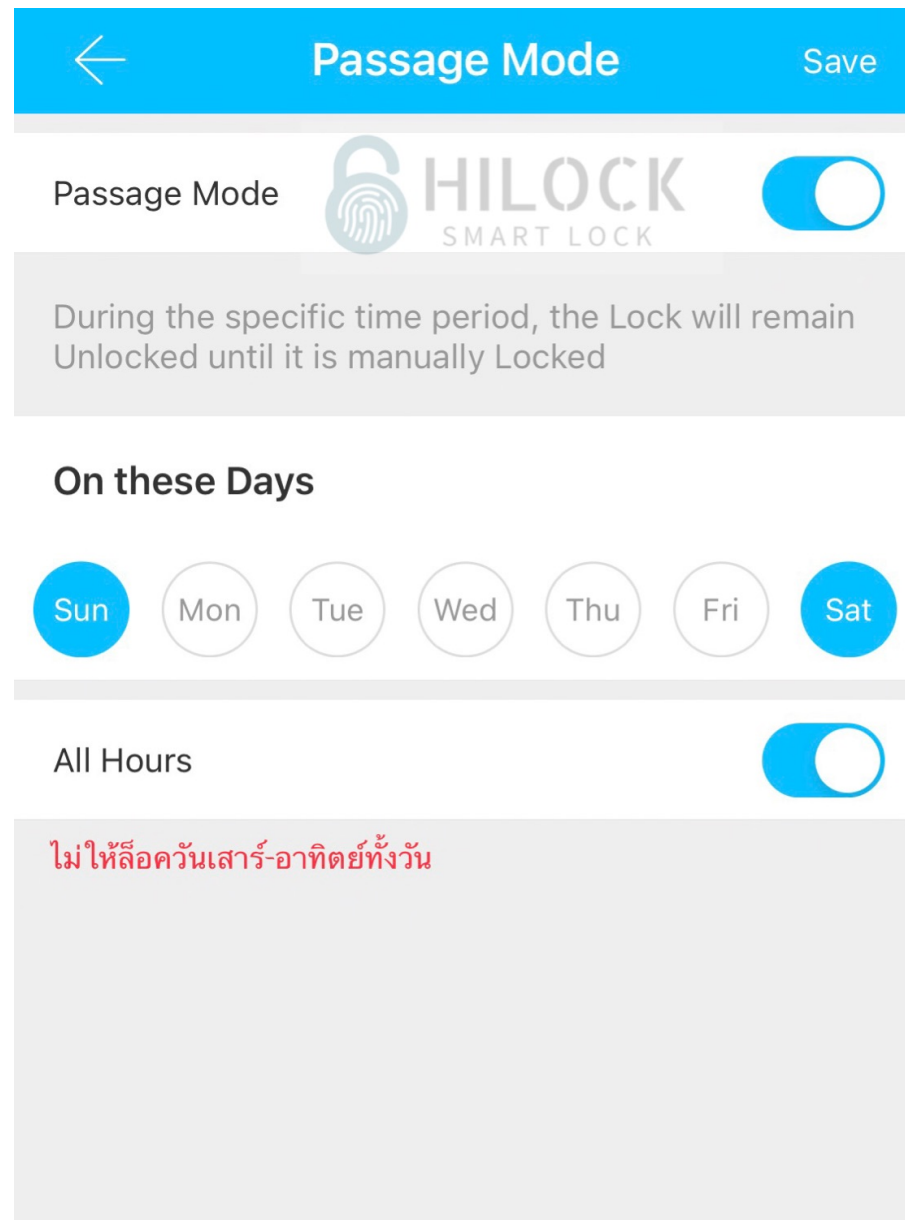 Passage Mode
Save
Passage Mode
HILOCK
SMART LOCK
During the specific time period, the Lock will remain
Unlocked until it is manually Locked
On these Days
Sun Mon Tue Wed Thu Fri Sat
All Hours
ไม่ให้ล็อควันเสาร์-อาทิตย์ทั้งวัน